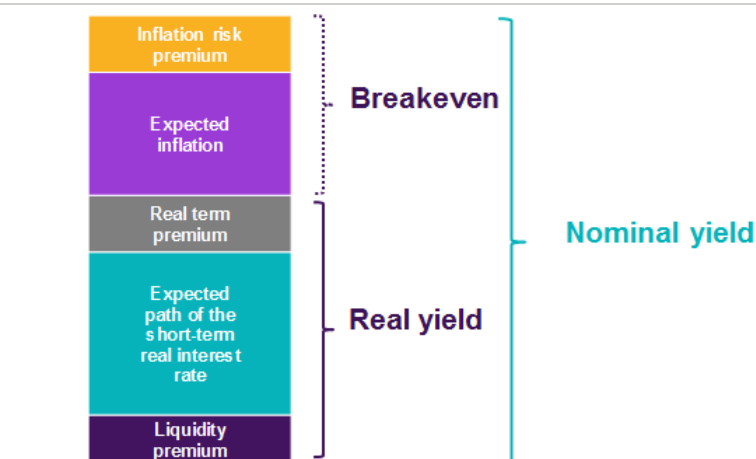 Inflation risk
premium
Breakeven
Expected
inflation
Real term
premium
Nominal yield
Expected
path of the
short-term
real interest
rate
Real yield
Liquidity
premium